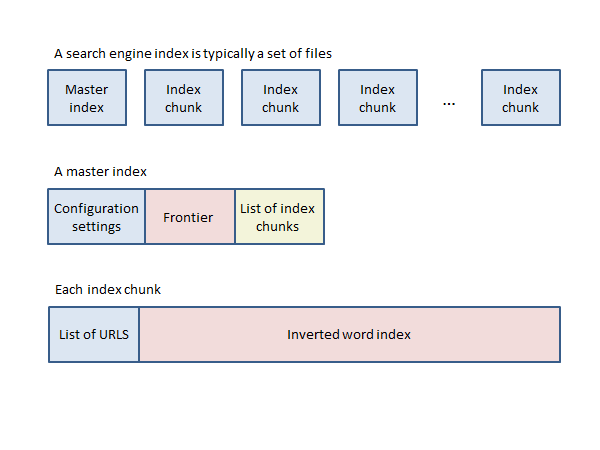 A search engine index is typically a set of files
Master index
Index chunk
Index chunk
Index chunk
...
Index chunk
A master index
Configuration settings
Frontier
List of index chunks
Each index chunk
List of URLS
Inverted word index